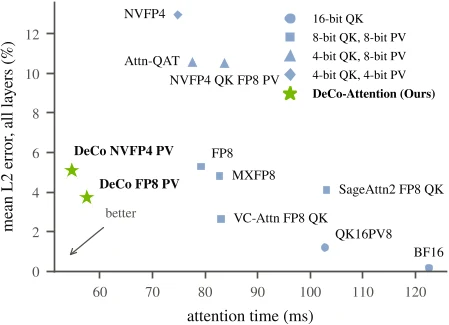 NVFP4
16-bit QK
8-bit QK, 8-bit PV
4-bit QK, 8-bit PV
4-bit QK, 4-bit PV
DeCo-Attention (Ours)
Attn-QAT
NVFP4 QK FP8 PV
DeCo NVFP4 PV
FP8
MXFP8
DeCo FP8 PV
SageAttn2 FP8 QK
better
VC-Attn FP8 QK
QK16PV8
BF16
mean L2 error, all layers (%)
12
10
8
6
4
2
0
60 70 80 90 100 110 120
attention time (ms)